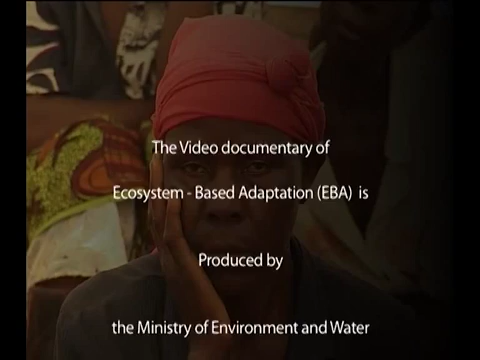 The Video documentary of
Ecosystem - Based Adaptation (EBA) is
Produced by
the Ministry of Environment and Water